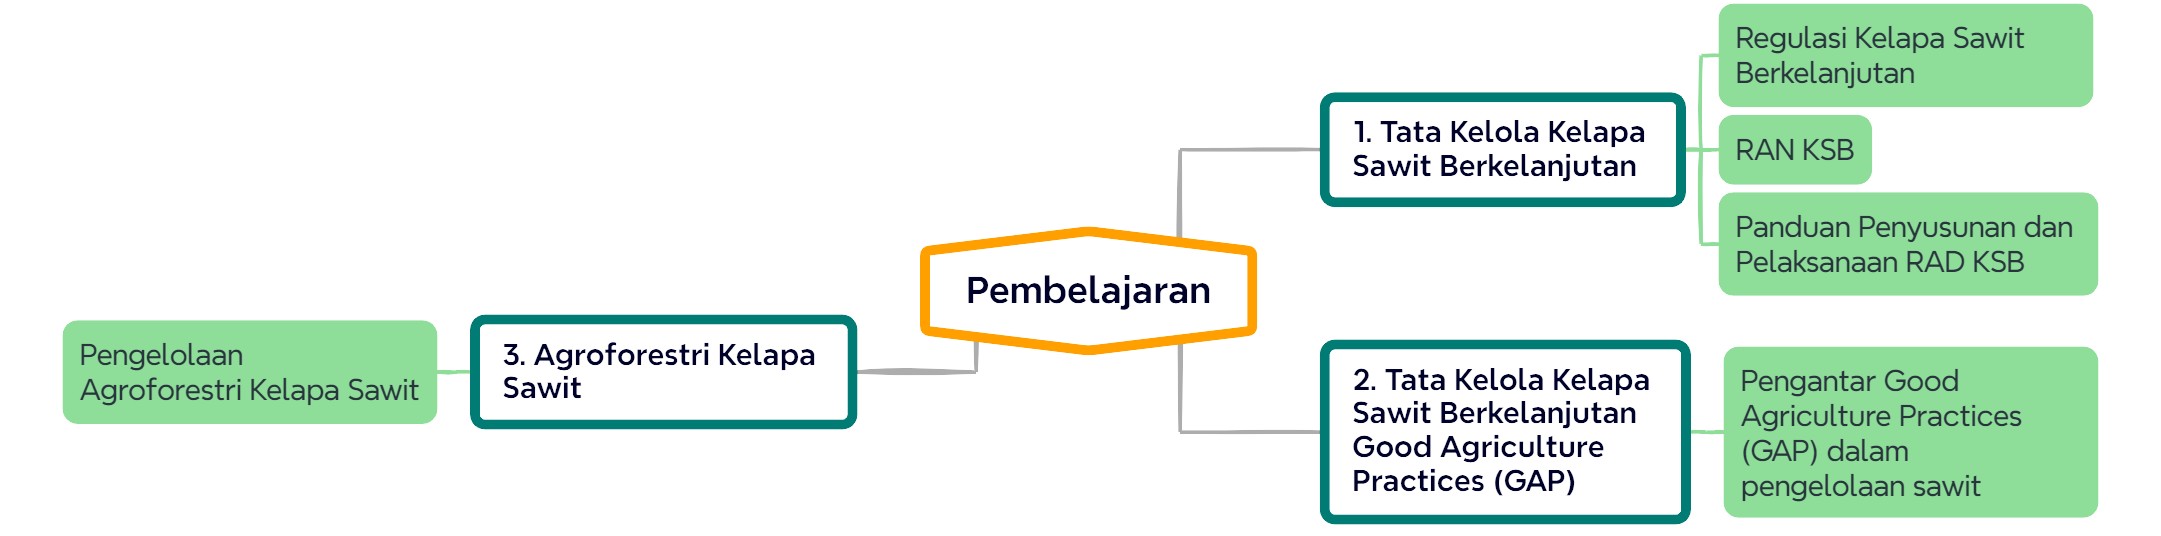 Pembelajaran
1. Tata Kelola Kelapa
Sawit Berkelanjutan
Regulasi Kelapa Sawit
Berkelanjutan
RAN KSB
Panduan Penyusunan dan
Pelaksanaan RAD KSB
2. Tata Kelola Kelapa
Sawit Berkelanjutan
Good Agriculture
Practices (GAP)
Pengantar Good
Agriculture Practices
(GAP) dalam
pengelolaan sawit
3. Agroforestri Kelapa
Sawit
Pengelolaan
Agroforestri Kelapa Sawit